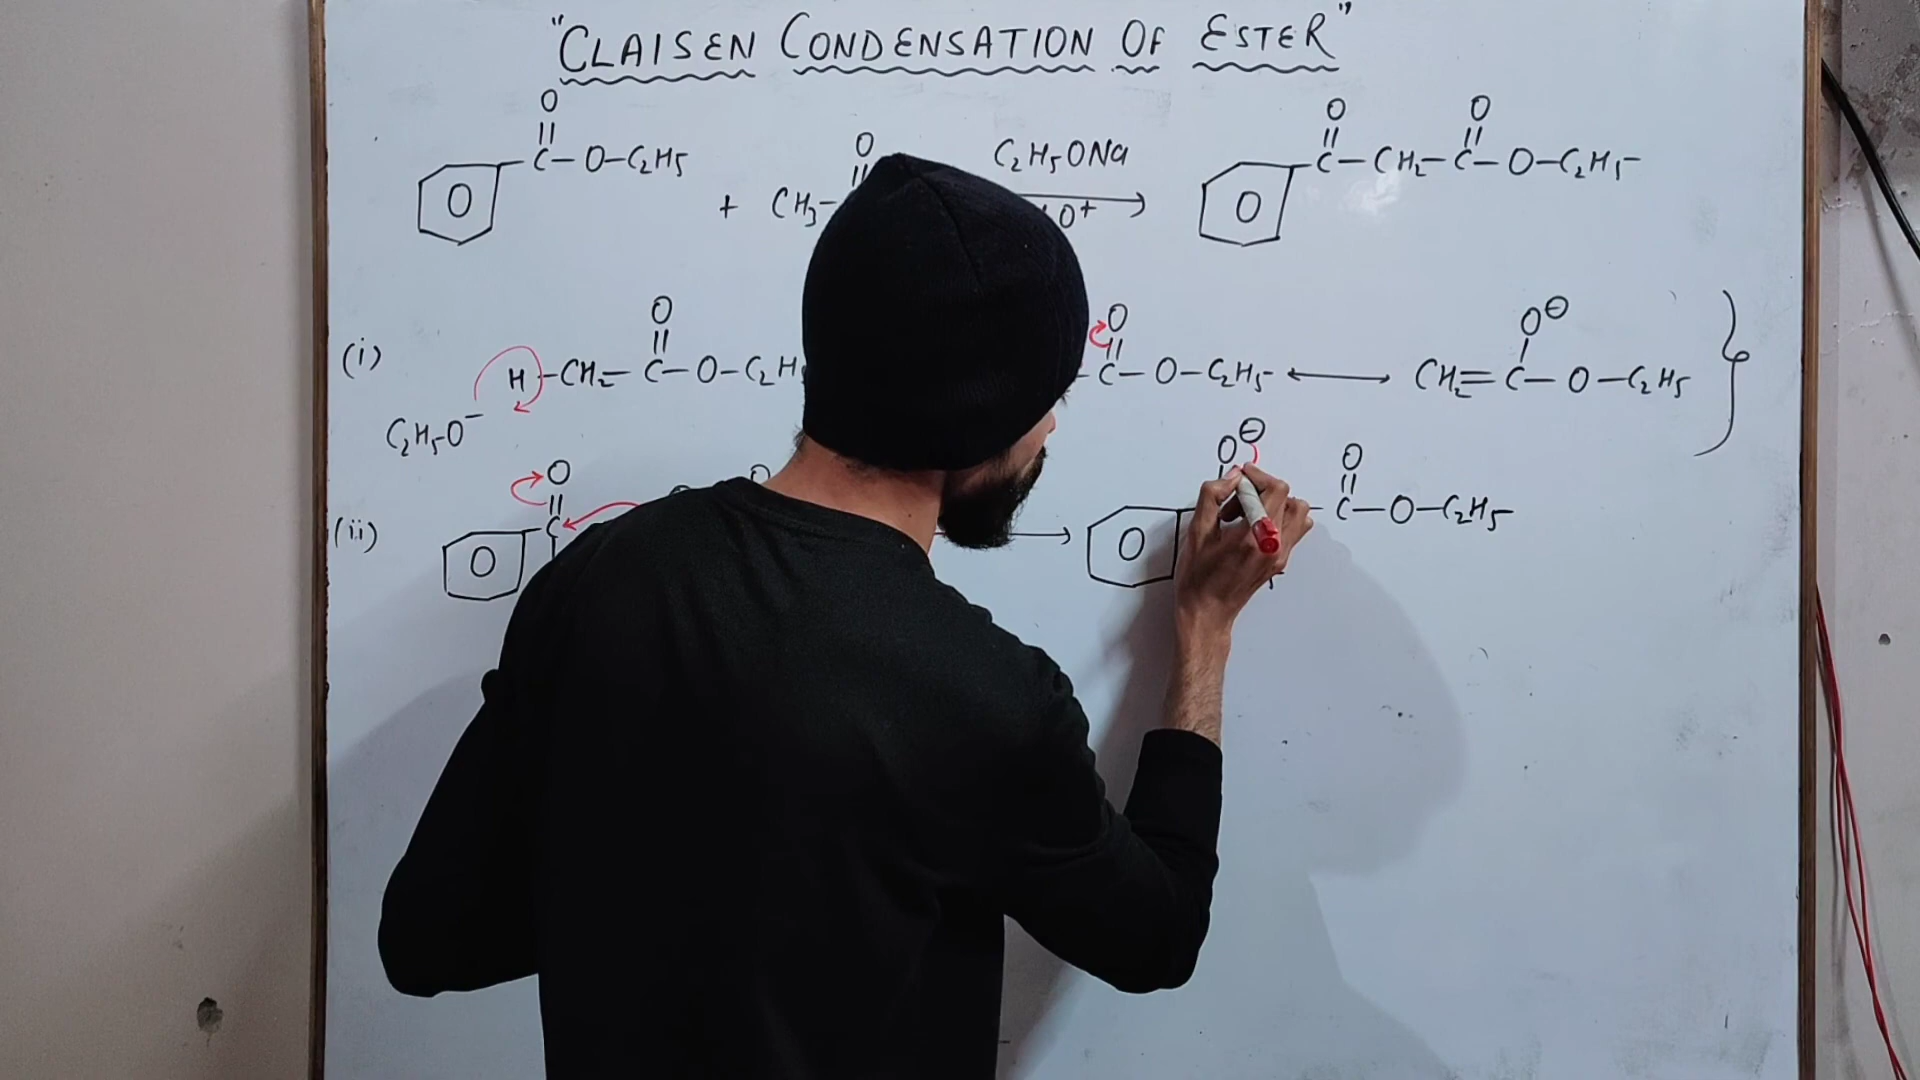 "CLAISEN CONDENSATION OF ESTER"
O O O O
|| || || ||
C–O–C₂H₅ + CH₃– C₂H₅ONa C–CH₂–C–O–C₂H₅–
O O⁺ O
(i) O O O⊖
H–CH₂–C–O–C₂H₅ C–O–C₂H₅ ⟷ CH₂=C–O–C₂H₅ }
C₂H₅O⁻
(ii) O O O⊖ O
O C → O C–O–C₂H₅